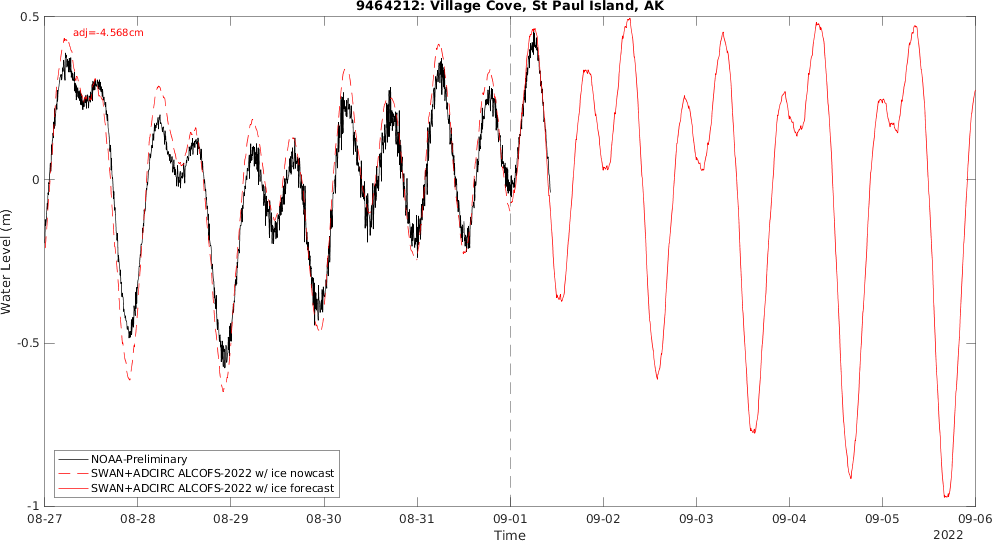 9464212: Village Cove, St Paul Island, AK
0.5
adj=-4.568cm
0
Water Level (m)
-0.5
NOAA-Preliminary
SWAN+ADCIRC ALCOFS-2022 w/ ice nowcast
SWAN+ADCIRC ALCOFS-2022 w/ ice forecast
-1
08-27 08-28 08-29 08-30 08-31 09-01 09-02 09-03 09-04 09-05 09-06
Time
2022